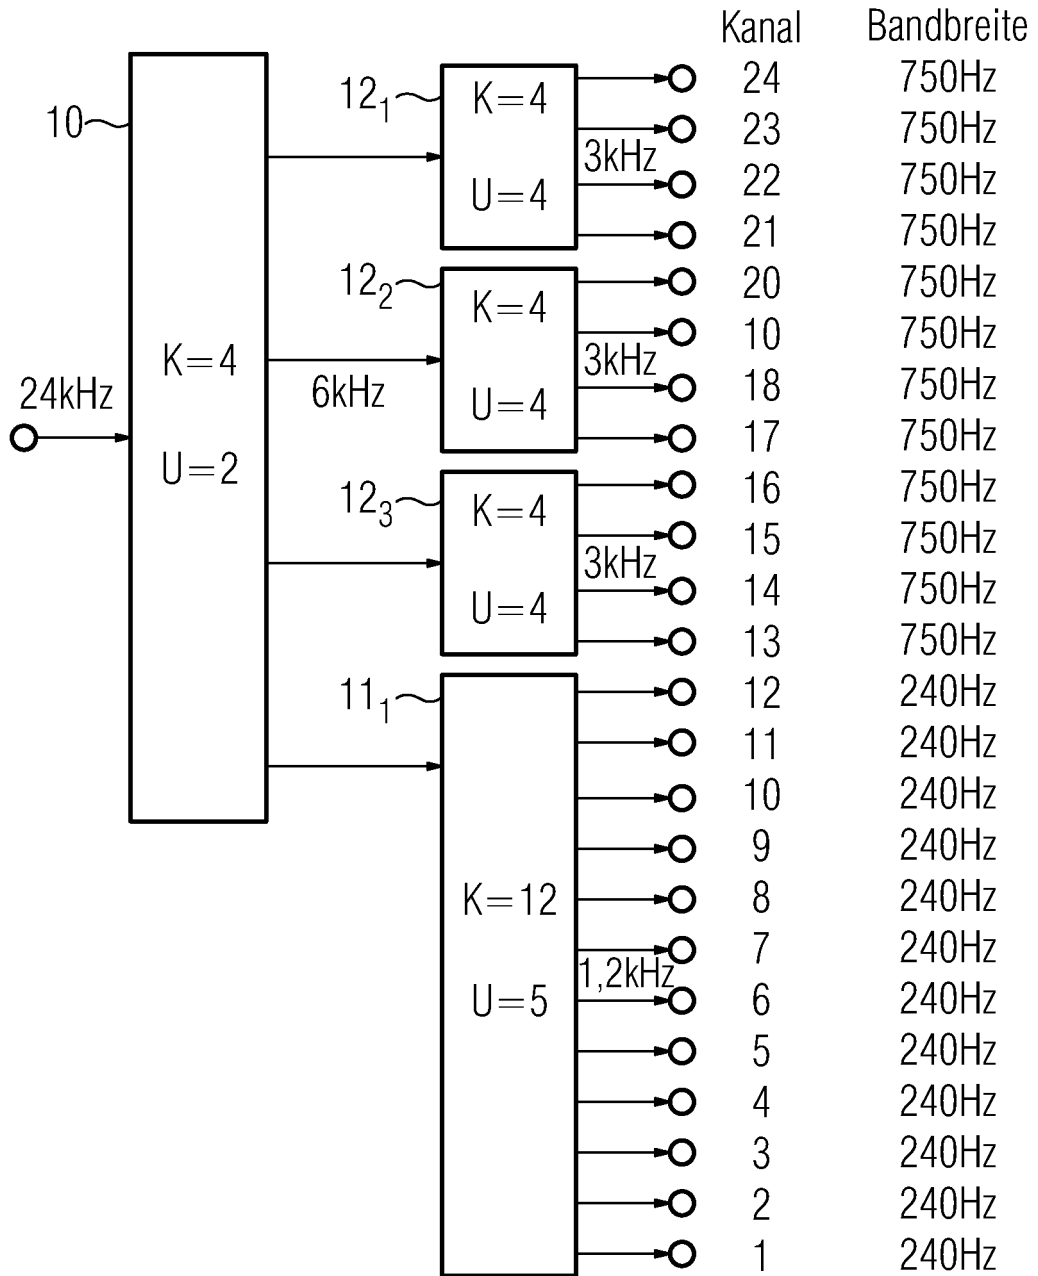 Kanal Bandbreite
24 750Hz
12₁ K=4
10
23 750Hz
3kHz
22 750Hz
U=4
21 750Hz
12₂
20 750Hz
K=4
10 750Hz
K=4
3kHz
24kHz
6kHz
18 750Hz
U=4
17 750Hz
U=2
16 750Hz
12₃
K=4
15 750Hz
3kHz
14 750Hz
U=4
13 750Hz
11₁
12 240Hz
11 240Hz
10 240Hz
9 240Hz
K=12
8 240Hz
7 240Hz
1,2kHz
U=5
6 240Hz
5 240Hz
4 240Hz
3 240Hz
2 240Hz
1 240Hz